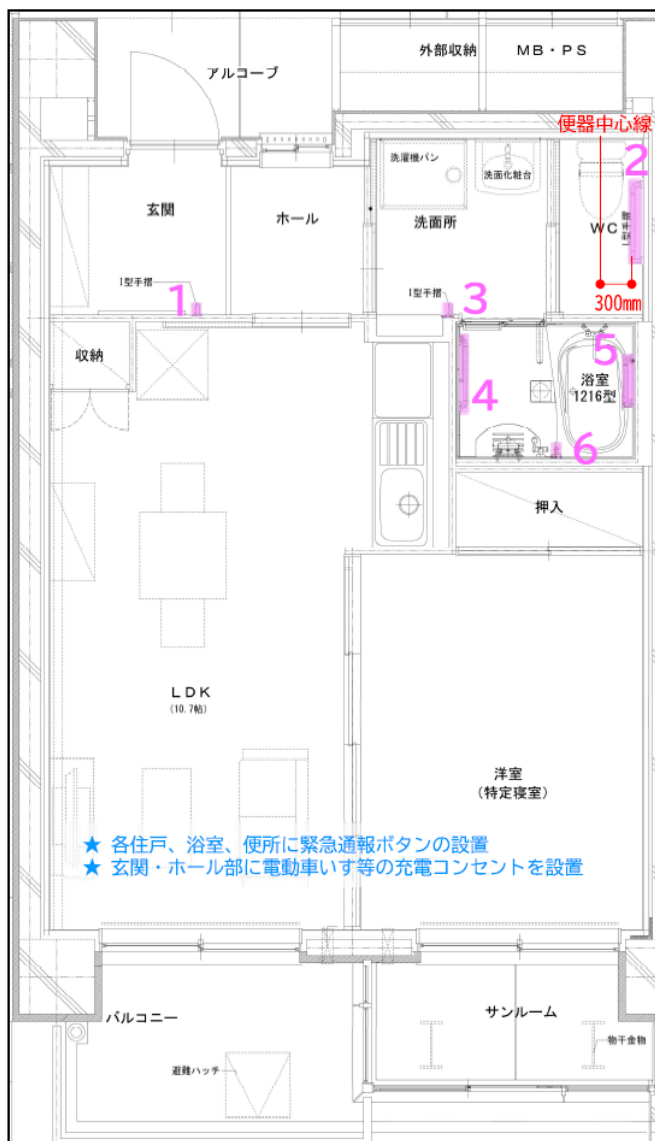 外部収納
MB・PS
アルコーブ
便器中心線
洗濯機パン
洗面化粧台
2
玄関
ホール
洗面所
WC
I型手摺
I型手摺
1
I型手摺
3
300mm
収納
4
5
浴室
1216型
6
押入
LDK
(10.7帖)
洋室
(特定寝室)
★ 各住戸、浴室、便所に緊急通報ボタンの設置
★ 玄関・ホール部に電動車いす等の充電コンセントを設置
バルコニー
サンルーム
物干金物
避難ハッチ